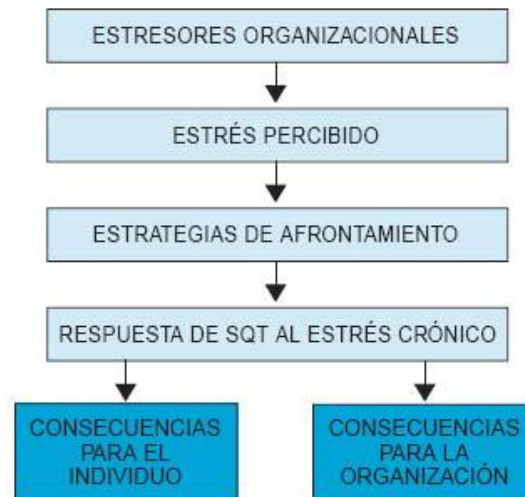 ESTRESORES ORGANIZACIONALES
ESTRÉS PERCIBIDO
ESTRATEGIAS DE AFRONTAMIENTO
RESPUESTA DE SQT AL ESTRÉS CRÓNICO
CONSECUENCIAS
PARA EL
INDIVIDUO
CONSECUENCIAS
PARA LA
ORGANIZACIÓN